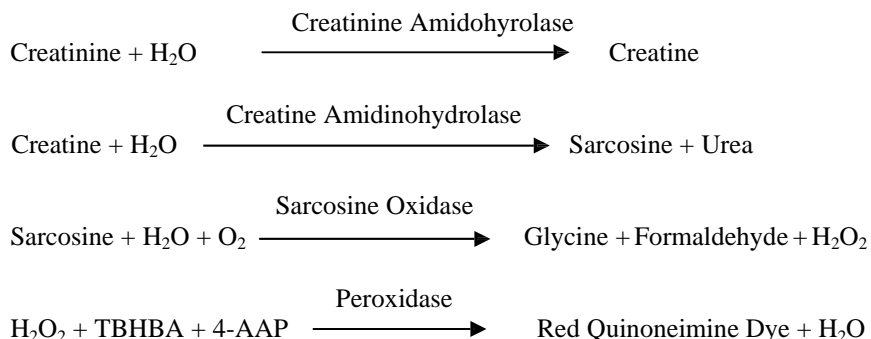 Creatinine Amidohyrolase
Creatinine + H₂O Creatine
Creatine Amidinohydrolase
Creatine + H₂O Sarcosine + Urea
Sarcosine Oxidase
Sarcosine + H₂O + O₂ Glycine + Formaldehyde + H₂O₂
Peroxidase
H₂O₂ + TBHBA + 4-AAP Red Quinoneimine Dye + H₂O